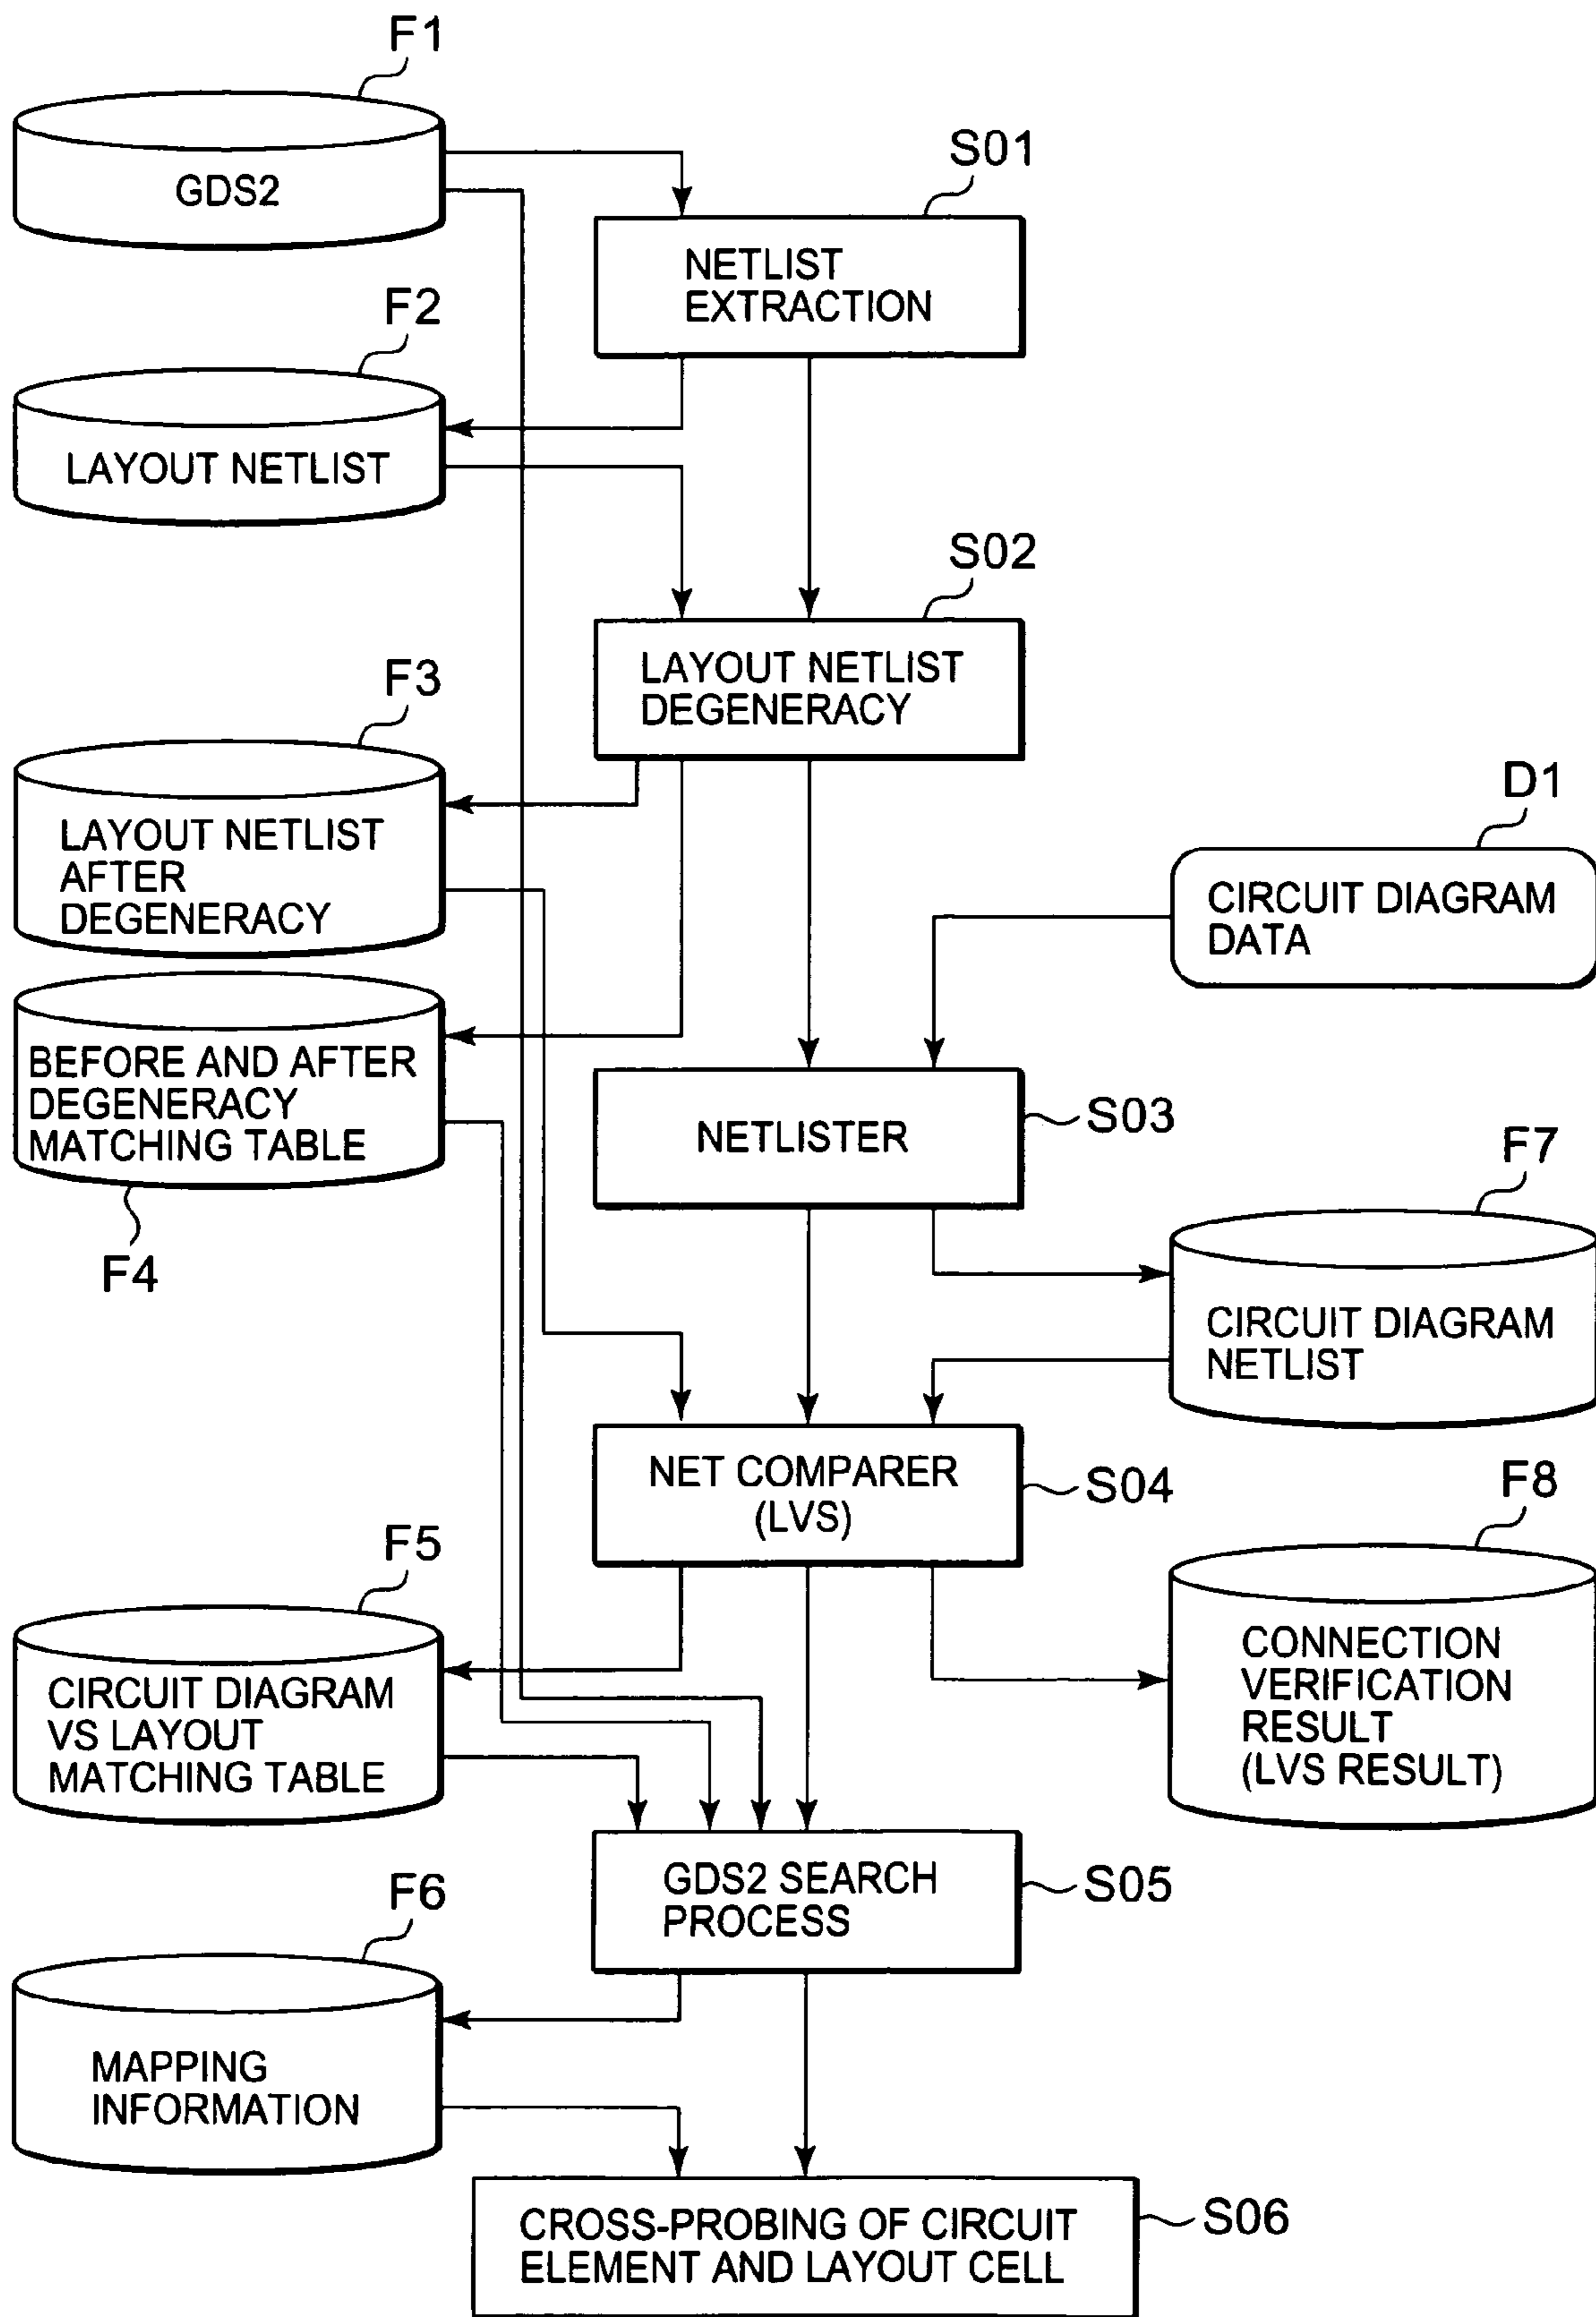 F1
GDS2
S01
NETLIST
EXTRACTION
F2
LAYOUT NETLIST
S02
LAYOUT NETLIST
DEGENERACY
F3
LAYOUT NETLIST
AFTER
DEGENERACY
D1
CIRCUIT DIAGRAM
DATA
BEFORE AND AFTER
DEGENERACY
MATCHING TABLE
F4
NETLISTER
S03
F7
CIRCUIT DIAGRAM
NETLIST
NET COMPARER
(LVS)
S04
F8
CONNECTION
VERIFICATION
RESULT
(LVS RESULT)
F5
CIRCUIT DIAGRAM
VS LAYOUT
MATCHING TABLE
GDS2 SEARCH
PROCESS
S05
F6
MAPPING
INFORMATION
CROSS-PROBING OF CIRCUIT
ELEMENT AND LAYOUT CELL
S06